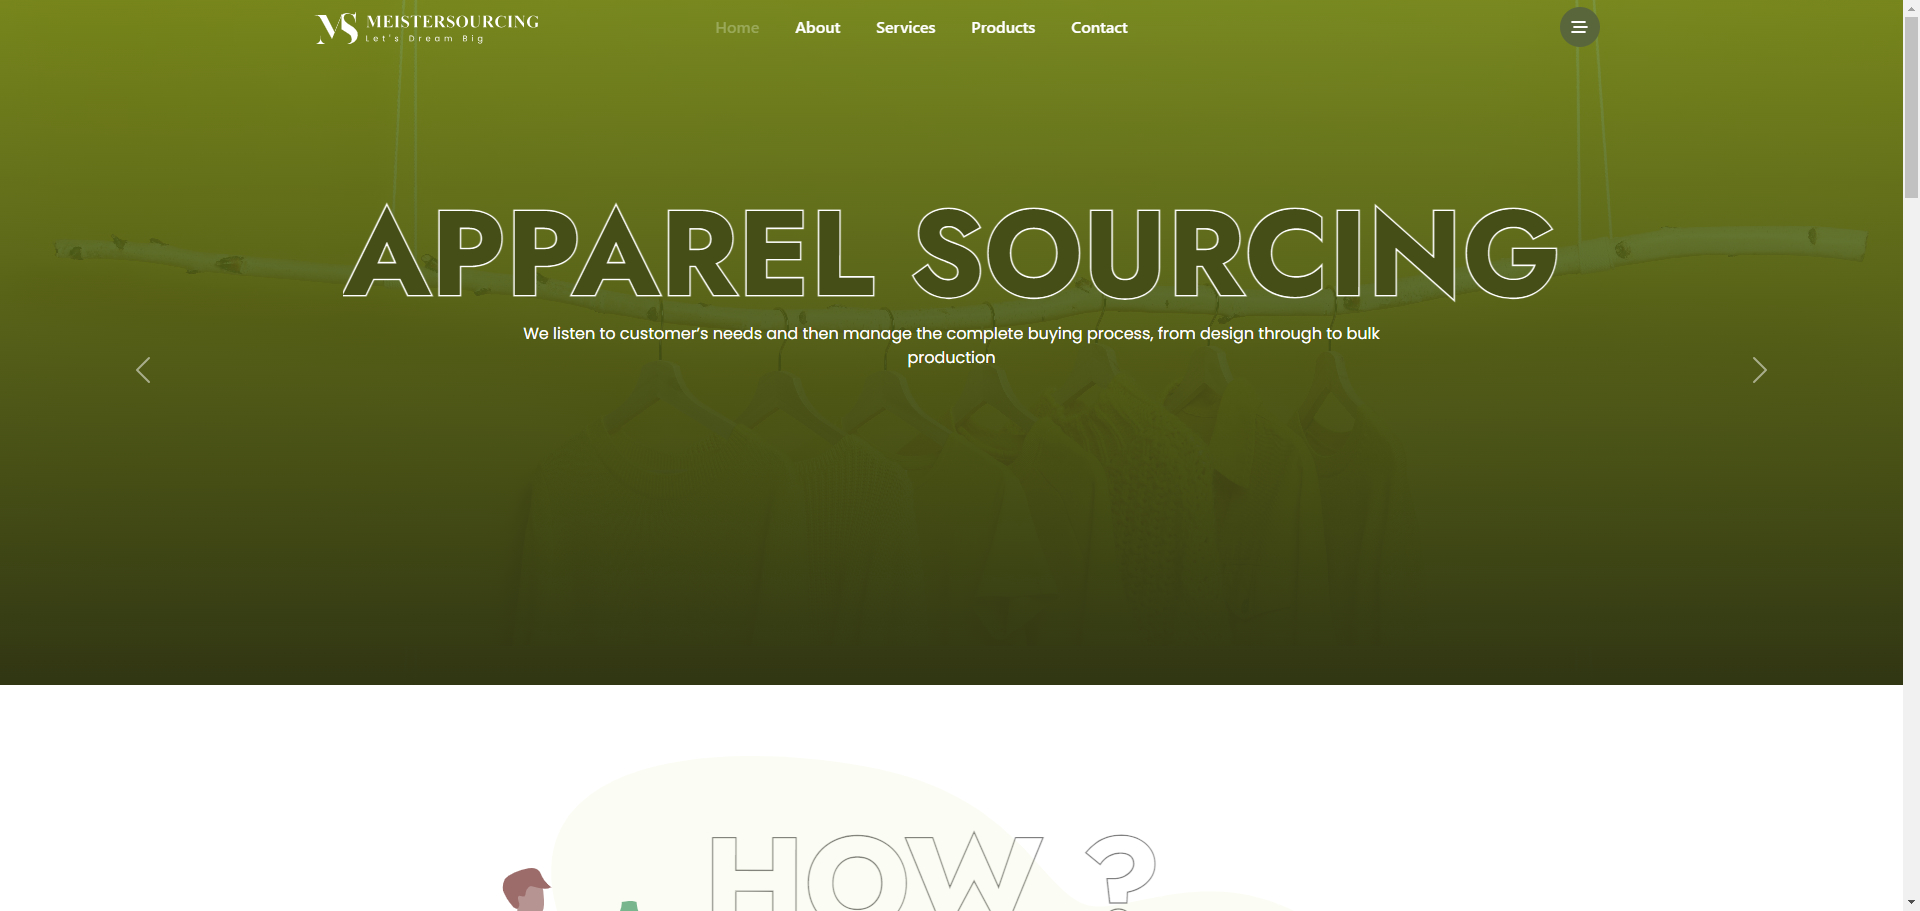 MS MEISTERSOURCING
Let's Dream Big
Home About Services Products Contact
APPAREL SOURCING
We listen to customer’s needs and then manage the complete buying process, from design through to bulk
production
HOW ?